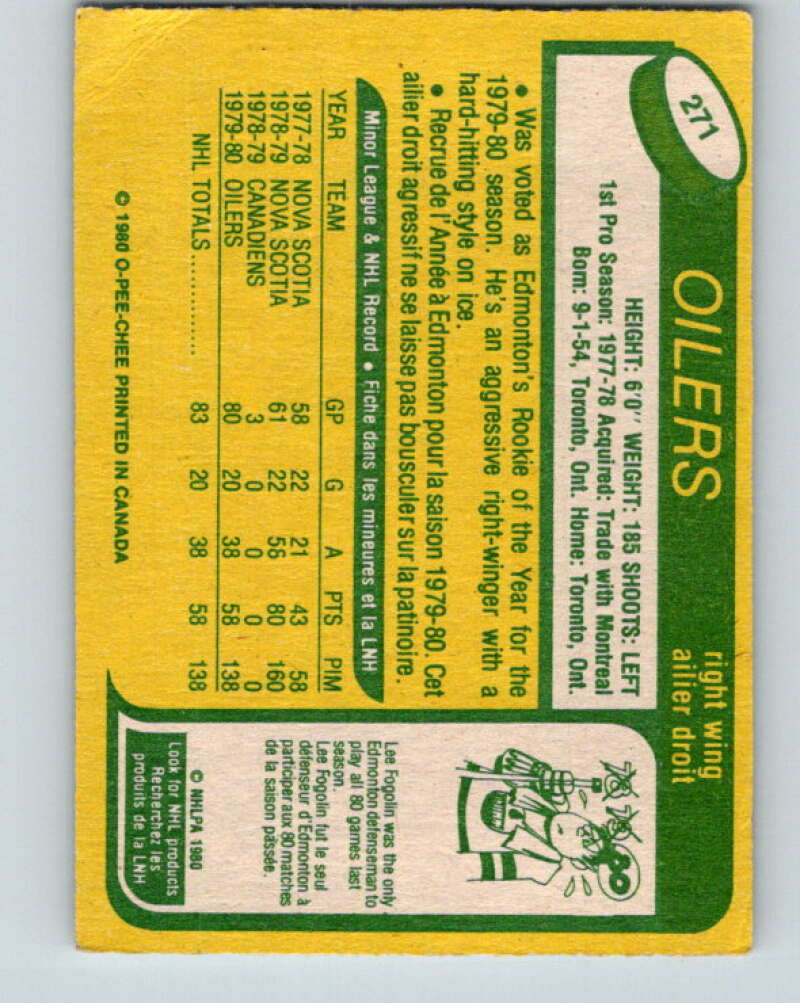 271
OILERS
right wing
ailier droit
HEIGHT: 6'0" WEIGHT: 185 SHOOTS: LEFT
1st Pro Season: 1977-78 Acquired: Trade with Montreal
Born: 9-1-54, Toronto, Ont. Home: Toronto, Ont.
• Was voted as Edmonton's Rookie of the Year for the
1979-80 season. He's an aggressive right-winger with a
hard-hitting style on ice.
• Recrue de l'Année à Edmonton pour la saison 1979-80. Cet
ailier droit agressif ne se laisse pas bousculer sur la patinoire.
Minor League & NHL Record • Fiche dans les mineures et la LNH
YEAR TEAM GP G A PTS PIM
1977-78 NOVA SCOTIA 58 22 21 43 58
1978-79 NOVA SCOTIA 61 22 56 80 160
1978-79 CANADIENS 3 0 0 0 0
1979-80 OILERS 80 20 38 58 138
NHL TOTALS.............. 83 20 38 58 138
© 1980 O-PEE-CHEE PRINTED IN CANADA
78 79 80
Lee Fogolin was the only
Edmonton defenseman to
play all 80 games last
season.
Lee Fogolin fut le seul
défenseur d'Edmonton à
participer aux 80 matches
de la saison passée.
© NHLPA 1980
Look for NHL products
Recherchez les
produits de la LNH